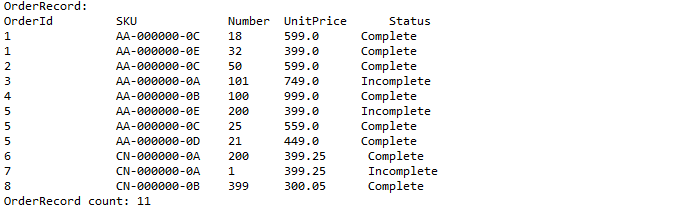 OrderRecord:
OrderId SKU Number UnitPrice Status
1 AA-000000-0C 18 599.0 Complete
1 AA-000000-0E 32 399.0 Complete
2 AA-000000-0C 50 599.0 Complete
3 AA-000000-0A 101 749.0 Incomplete
4 AA-000000-0B 100 999.0 Complete
5 AA-000000-0E 200 399.0 Incomplete
5 AA-000000-0C 25 559.0 Complete
5 AA-000000-0D 21 449.0 Complete
6 CN-000000-0A 200 399.25 Complete
7 CN-000000-0A 1 399.25 Incomplete
8 CN-000000-0B 399 300.05 Complete
OrderRecord count: 11